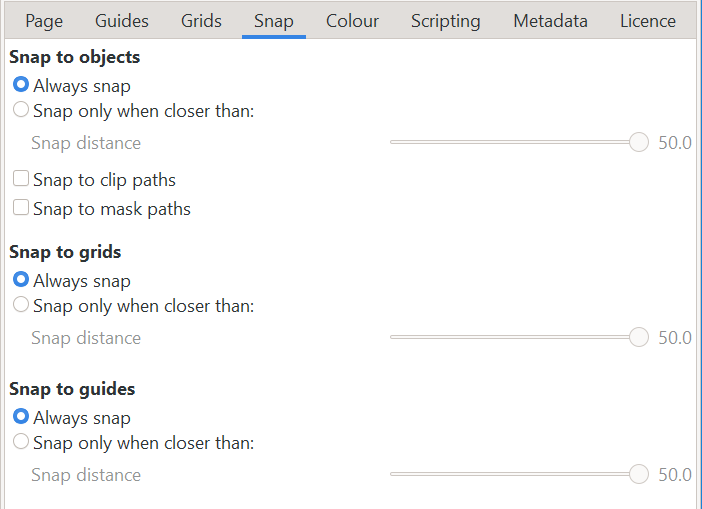 Page Guides Grids Snap Colour Scripting Metadata Licence
Snap to objects
Always snap
Snap only when closer than:
Snap distance 50.0
Snap to clip paths
Snap to mask paths
Snap to grids
Always snap
Snap only when closer than:
Snap distance 50.0
Snap to guides
Always snap
Snap only when closer than:
Snap distance 50.0